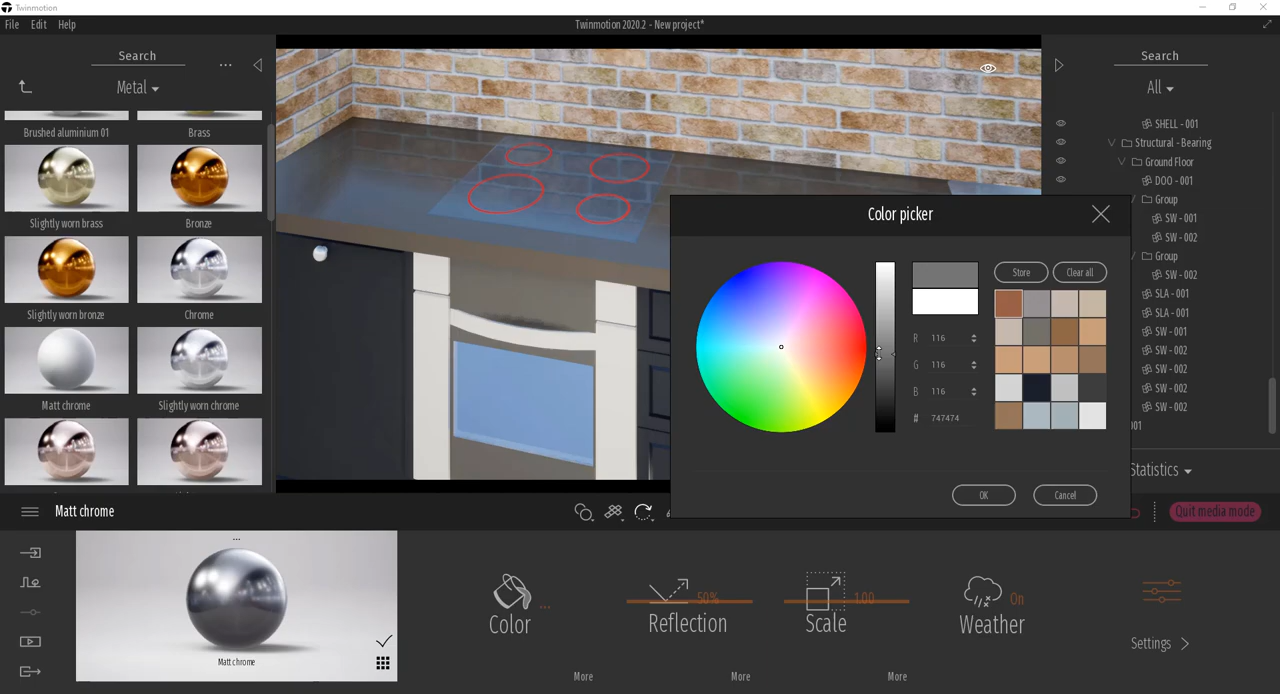 Twinmotion
File
Edit
Help
Twinmotion 2020.2 - New project*
Search
...
Metal
Brushed aluminium 01
Brass
Slightly worn brass
Bronze
Slightly worn bronze
Chrome
Matt chrome
Slightly worn chrome
Search
All
SHELL - 001
Structural - Bearing
Ground Floor
DOO - 001
Group
SW - 001
SW - 002
Group
SW - 002
SLA - 001
SLA - 001
SW - 001
SW - 002
SW - 002
SW - 002
SW - 002
001
Statistics
Color picker
Store
Clear all
R 116
G 116
B 116
# 747474
OK
Cancel
Matt chrome
Quit media mode
...
Matt chrome
...
Color
50%
Reflection
1.00
Scale
On
Weather
Settings
More
More
More